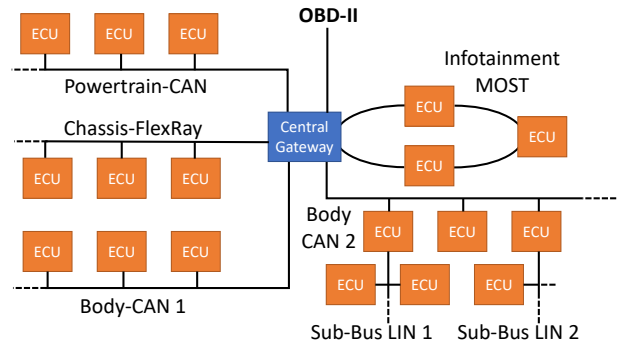 OBD-II
ECU ECU ECU
Powertrain-CAN
Infotainment
MOST
ECU
ECU
ECU
Chassis-FlexRay
Central
Gateway
ECU ECU ECU
ECU ECU ECU
Body-CAN 1
Body
CAN 2
ECU ECU ECU
ECU ECU ECU
Sub-Bus LIN 1
Sub-Bus LIN 2